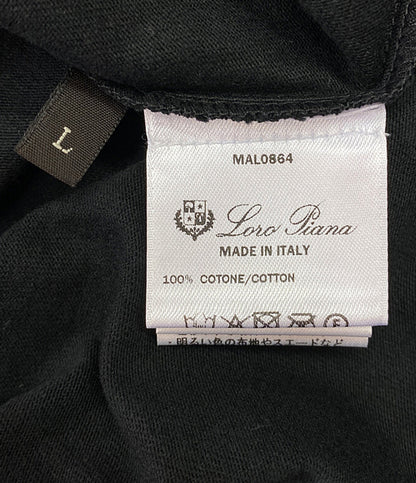 L
MAL0864
Loro Piana
MADE IN ITALY
100% COTONE/COTTON
・明るい色の布地やスエードなど